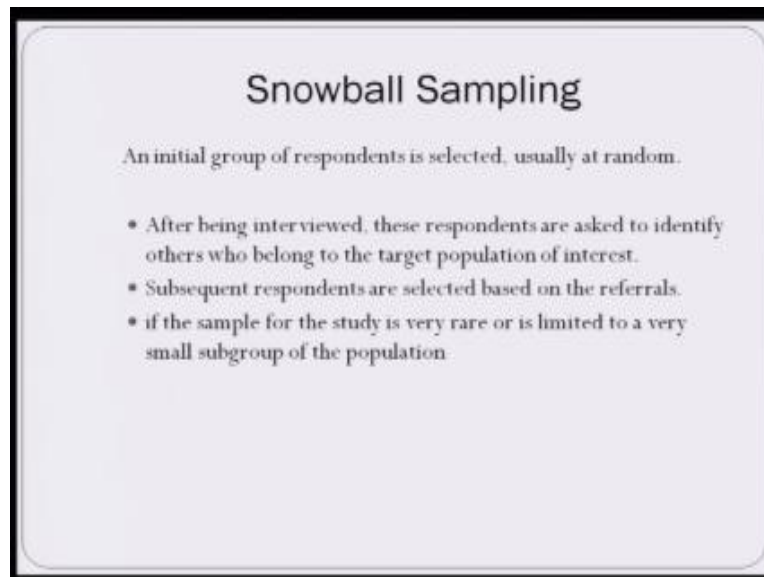 Snowball Sampling
An initial group of respondents is selected, usually at random.
• After being interviewed, these respondents are asked to identify
others who belong to the target population of interest.
• Subsequent respondents are selected based on the referrals.
• if the sample for the study is very rare or is limited to a very
small subgroup of the population